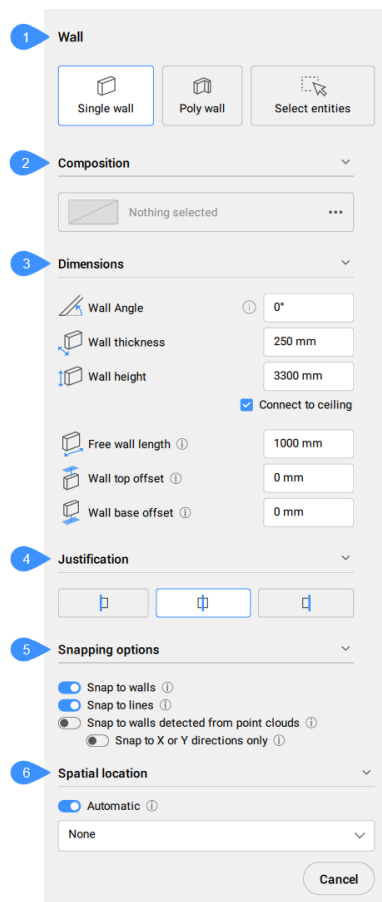 1 Wall
Single wall Poly wall Select entities
2 Composition
Nothing selected
3 Dimensions
Wall Angle 0°
Wall thickness 250 mm
Wall height 3300 mm
Connect to ceiling
Free wall length 1000 mm
Wall top offset 0 mm
Wall base offset 0 mm
4 Justification
5 Snapping options
Snap to walls
Snap to lines
Snap to walls detected from point clouds
Snap to X or Y directions only
6 Spatial location
Automatic
None
Cancel